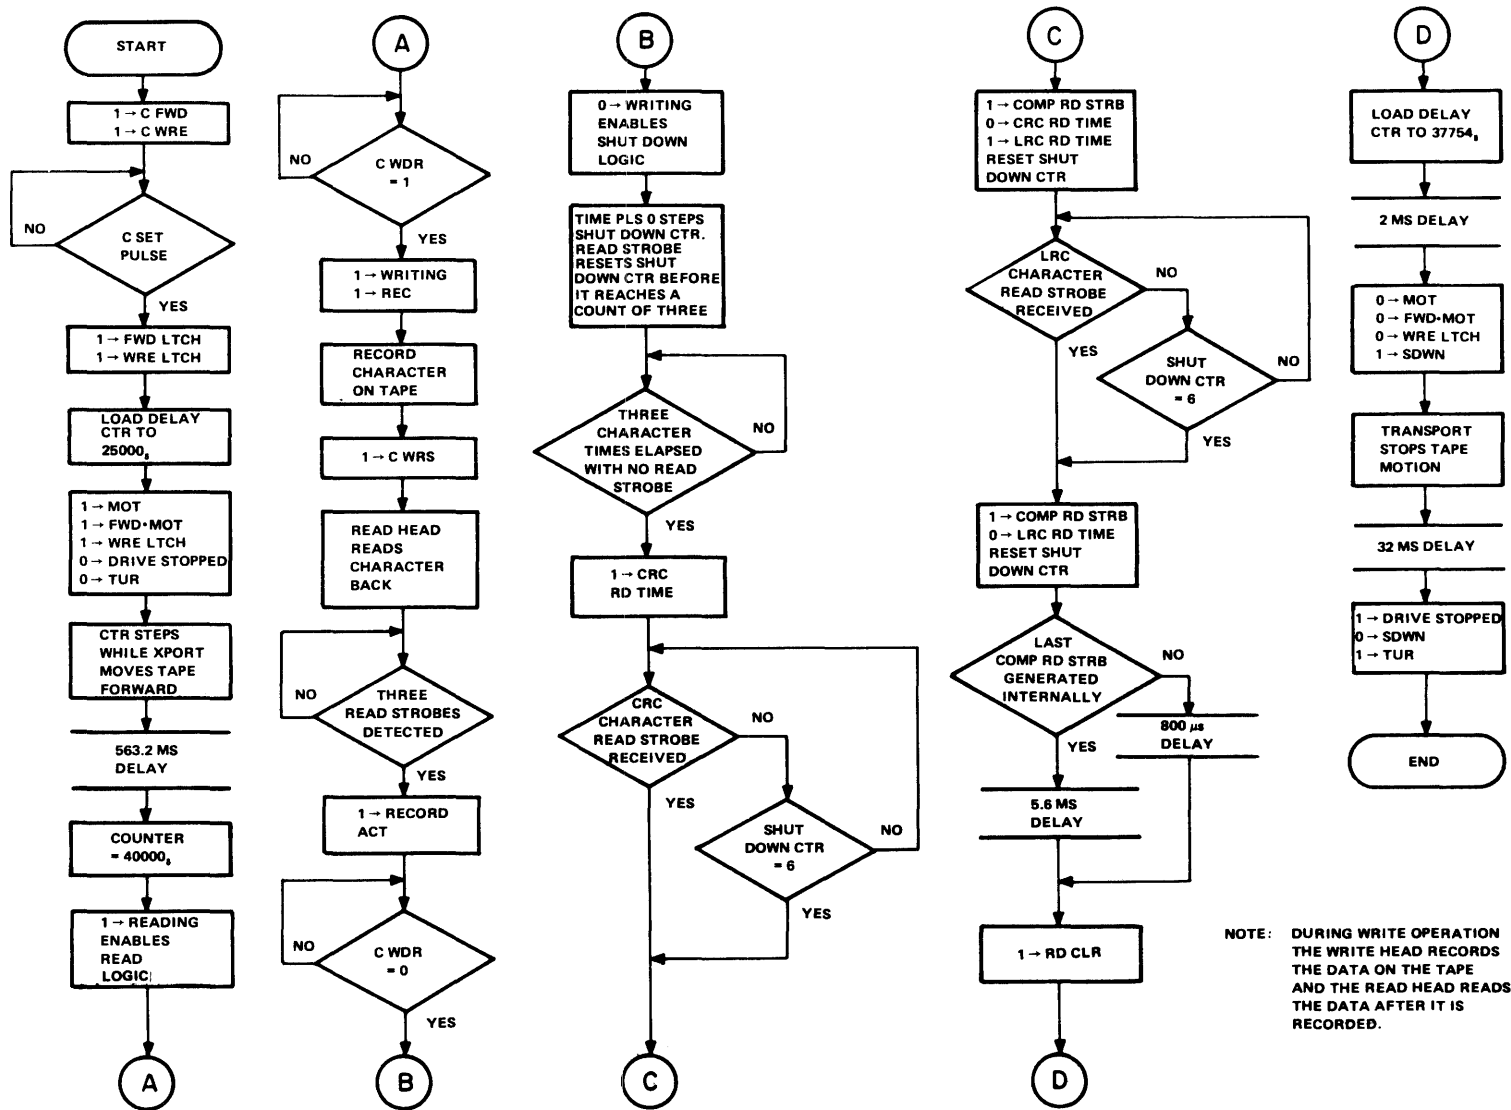 START
1 → C FWD
1 → C WRE
NO
C SET
PULSE
YES
1 → FWD LTCH
1 → WRE LTCH
LOAD DELAY
CTR TO
25000₈
1 → MOT
1 → FWD•MOT
1 → WRE LTCH
0 → DRIVE STOPPED
0 → TUR
CTR STEPS
WHILE XPORT
MOVES TAPE
FORWARD
563.2 MS
DELAY
COUNTER
= 40000₈
1 → READING
ENABLES
READ
LOGIC
A
A
NO
C WDR
= 1
YES
1 → WRITING
1 → REC
RECORD
CHARACTER
ON TAPE
1 → C WRS
READ HEAD
READS
CHARACTER
BACK
NO
THREE
READ STROBES
DETECTED
YES
1 → RECORD
ACT
NO
C WDR
= 0
YES
B
B
0 → WRITING
ENABLES
SHUT DOWN
LOGIC
TIME PLS 0 STEPS
SHUT DOWN CTR.
READ STROBE
RESETS SHUT
DOWN CTR BEFORE
IT REACHES A
COUNT OF THREE
THREE
CHARACTER
TIMES ELAPSED
WITH NO READ
STROBE
NO
YES
1 → CRC
RD TIME
CRC
CHARACTER
READ STROBE
RECEIVED
NO
YES
SHUT
DOWN CTR
= 6
NO
YES
C
C
1 → COMP RD STRB
0 → CRC RD TIME
1 → LRC RD TIME
RESET SHUT
DOWN CTR
LRC
CHARACTER
READ STROBE
RECEIVED
NO
YES
SHUT
DOWN CTR
= 6
NO
YES
1 → COMP RD STRB
0 → LRC RD TIME
RESET SHUT
DOWN CTR
LAST
COMP RD STRB
GENERATED
INTERNALLY
NO
YES
800 µs
DELAY
5.6 MS
DELAY
1 → RD CLR
D
D
LOAD DELAY
CTR TO 37754₈
2 MS DELAY
0 → MOT
0 → FWD•MOT
0 → WRE LTCH
1 → SDWN
TRANSPORT
STOPS TAPE
MOTION
32 MS DELAY
1 → DRIVE STOPPED
0 → SDWN
1 → TUR
END
NOTE: DURING WRITE OPERATION
THE WRITE HEAD RECORDS
THE DATA ON THE TAPE
AND THE READ HEAD READS
THE DATA AFTER IT IS
RECORDED.